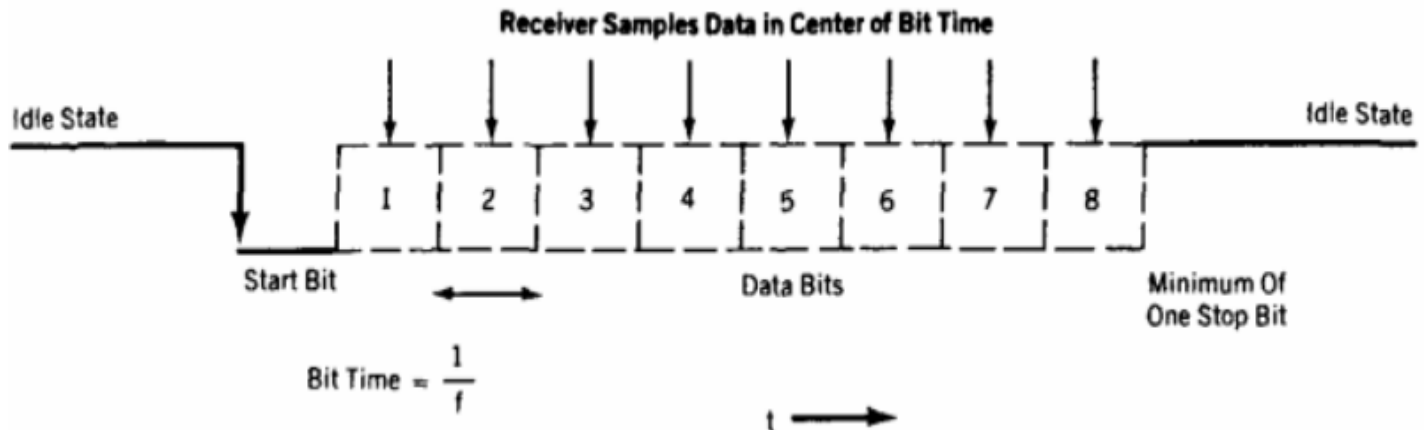 Receiver Samples Data in Center of Bit Time
Idle State
Idle State
1 2 3 4 5 6 7 8
Start Bit
Data Bits
Minimum Of
One Stop Bit
Bit Time = 1/f
t